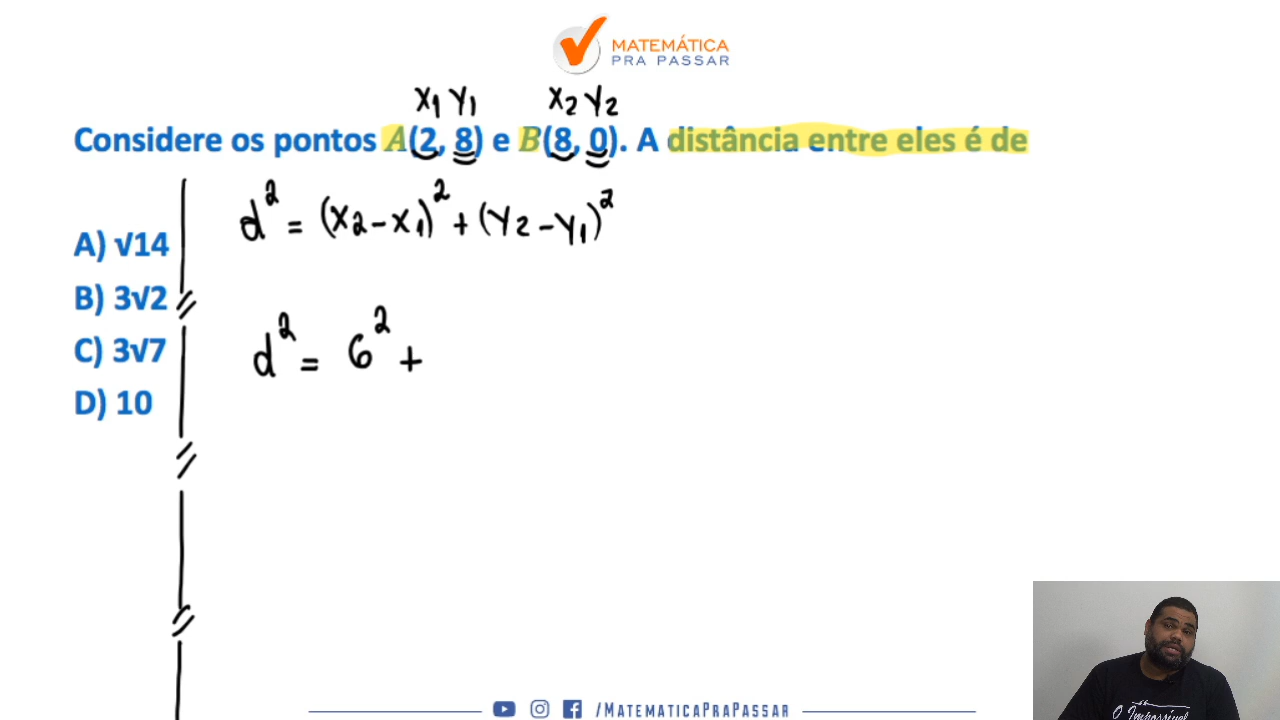 MATEMÁTICA
PRA PASSAR
x1 y1 x2 y2
Considere os pontos A(2, 8) e B(8, 0). A distância entre eles é de
d² = (x2 - x1)² + (y2 - y1)²
A) √14
B) 3√2
d² = 6² +
C) 3√7
D) 10
O Impossível
/MATEMATICAPRAPASSAR